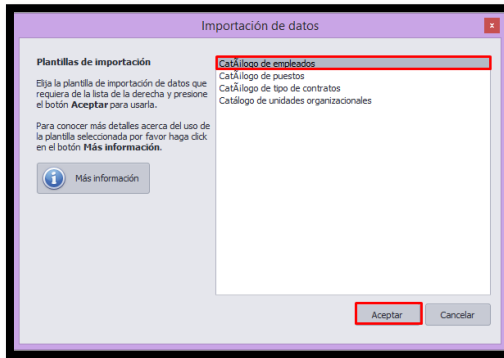 Importación de datos
x
Plantillas de importación
Elija la plantilla de importación de datos que
requiera de la lista de la derecha y presione
el botón Aceptar para usarla.
Para conocer más detalles acerca del uso de
la plantilla seleccionada por favor haga click
en el botón Más información.
Más información
CatÃ¡logo de empleados
CatÃ¡logo de puestos
CatÃ¡logo de tipo de contratos
Catálogo de unidades organizacionales
Aceptar
Cancelar